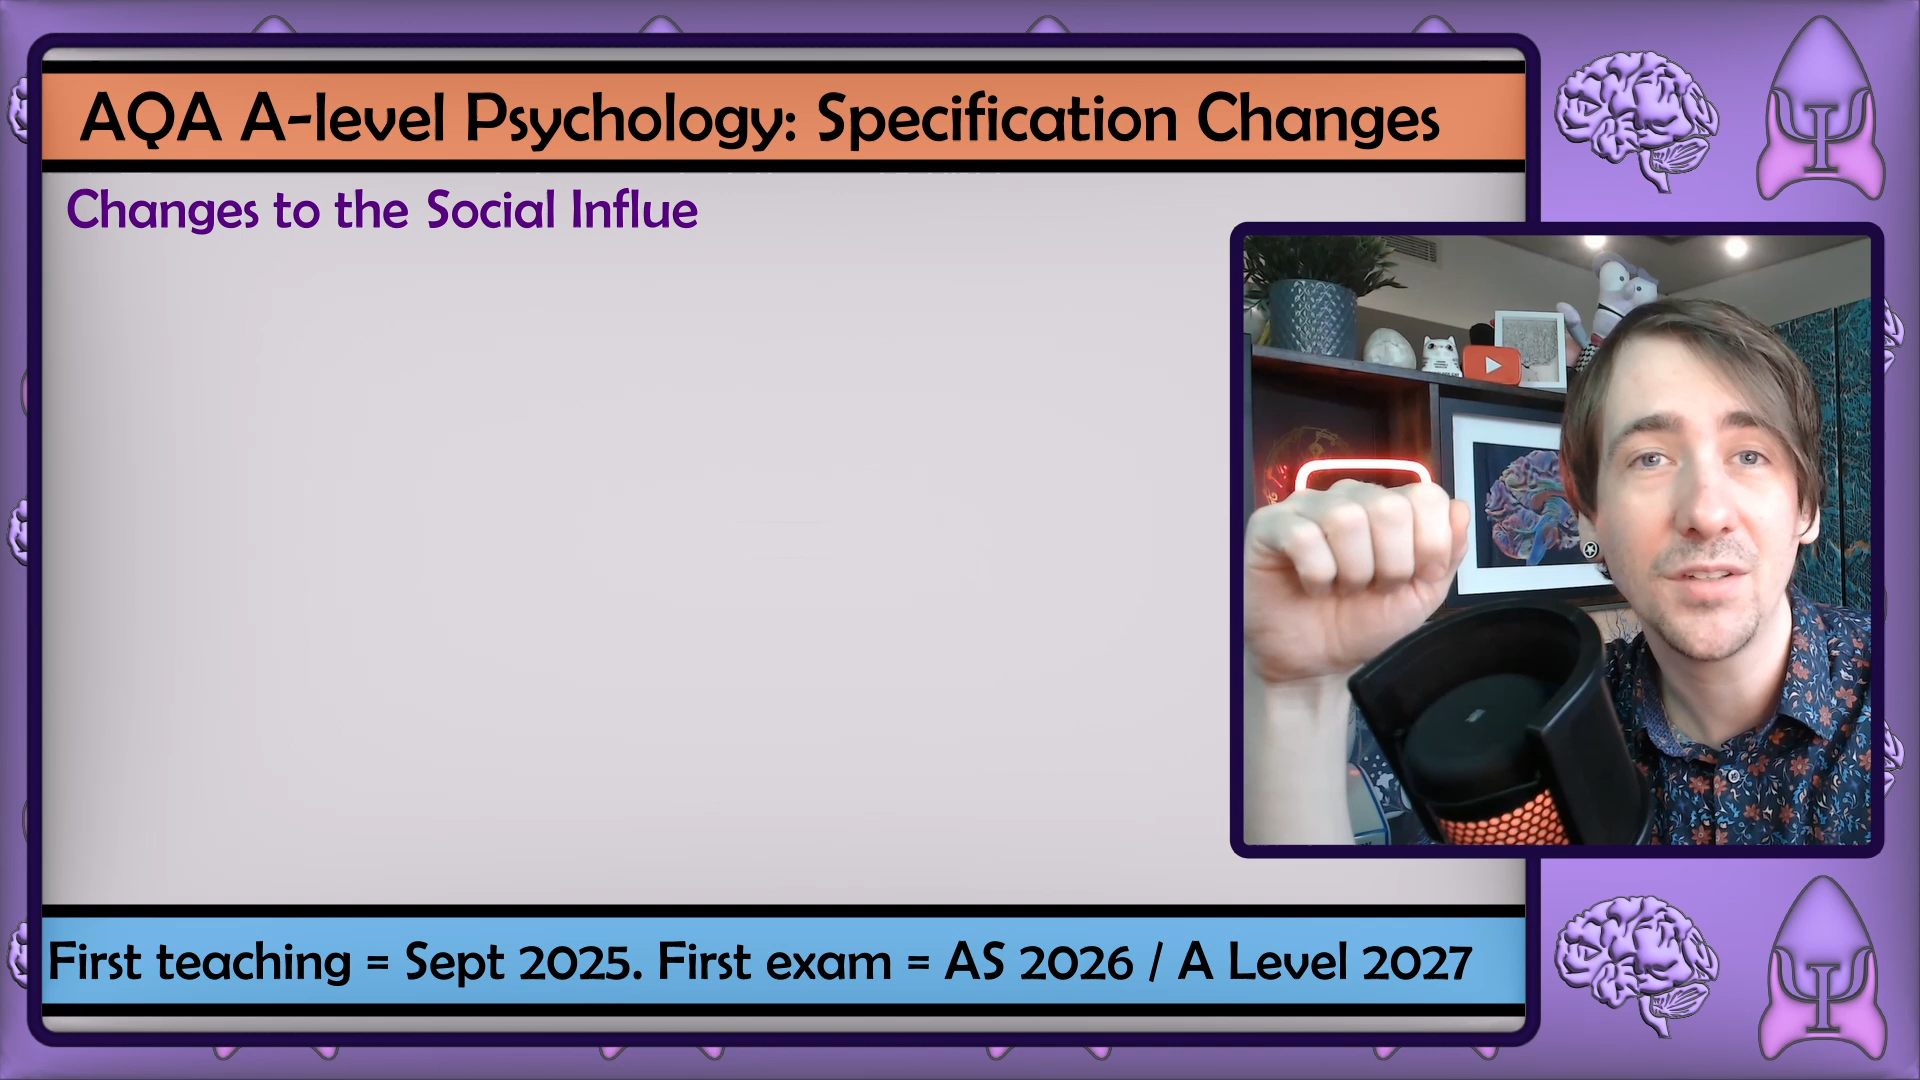 AQA A-level Psychology: Specification Changes
Changes to the Social Influe
First teaching = Sept 2025. First exam = AS 2026 / A Level 2027